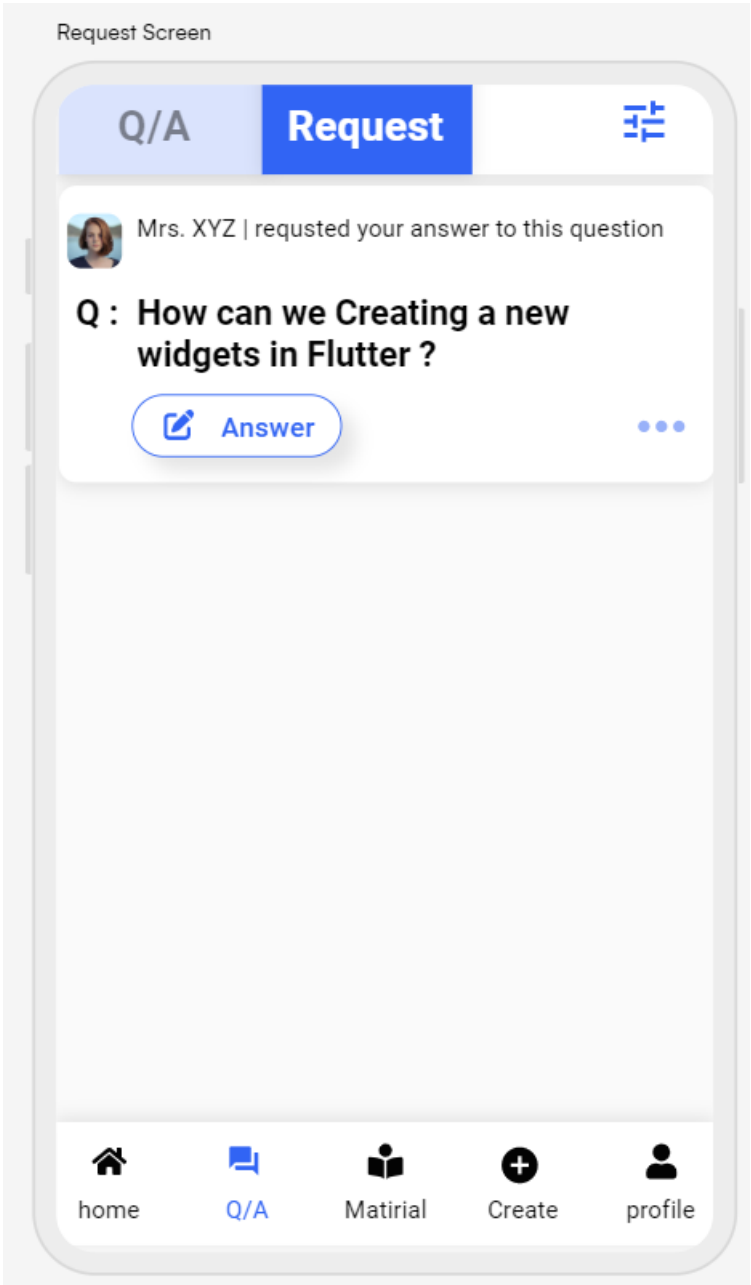 Request Screen
Q/A Request
Mrs. XYZ | requsted your answer to this question
Q : How can we Creating a new
widgets in Flutter ?
Answer
home Q/A Matirial Create profile